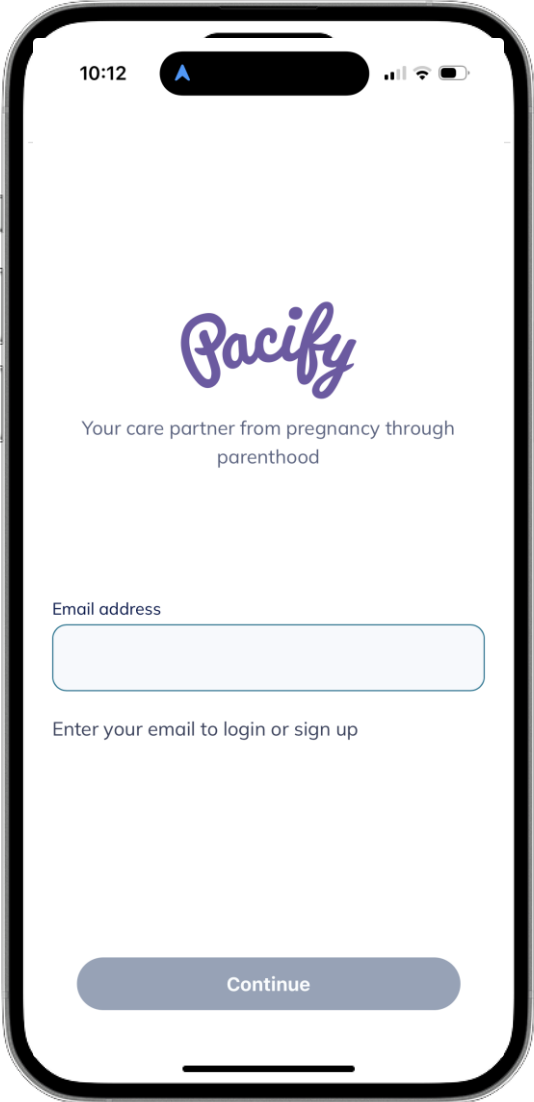 10:12
Pacify
Your care partner from pregnancy through
parenthood
Email address
Enter your email to login or sign up
Continue